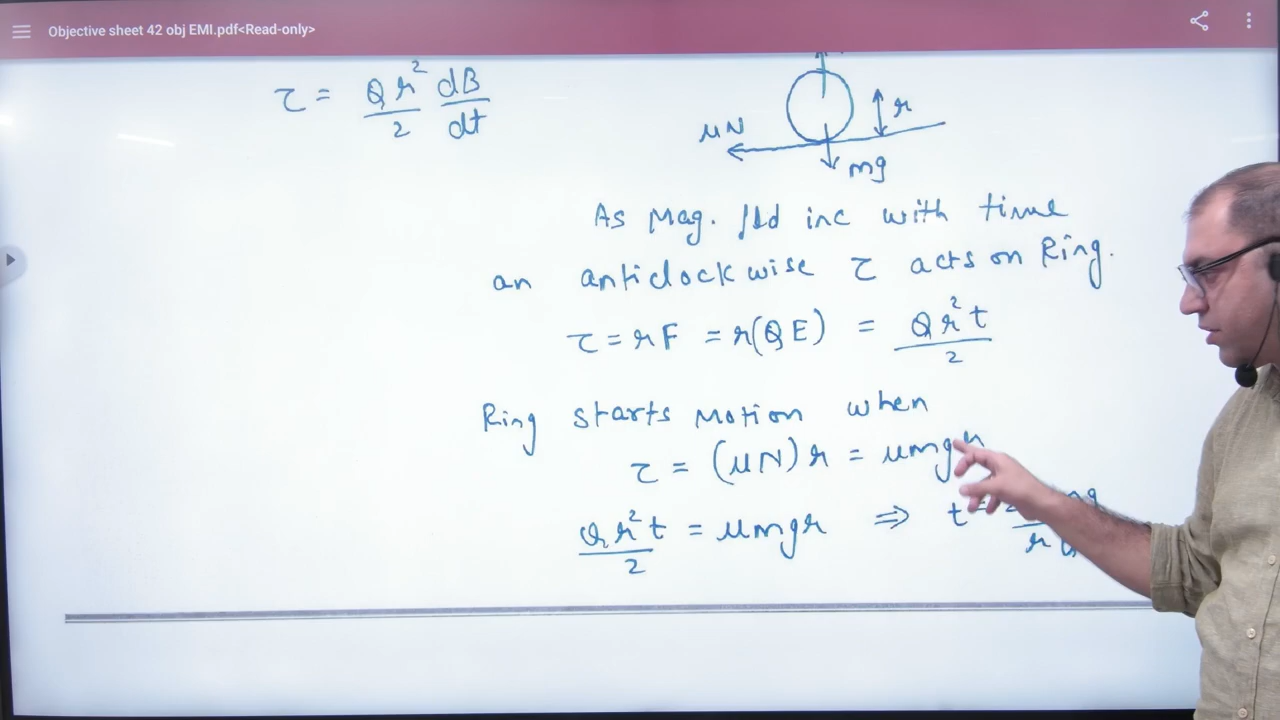 Objective sheet 42 obj EMI.pdf<Read-only>
τ = Qr²/2 dB/dt
r
μN
mg
As Mag. fld inc with time
an anticlockwise τ acts on Ring.
τ = rF = r(QE) = Qr²t/2
Ring starts Motion when
τ = (μN)r = μmgr
Qr²t/2 = μmgr ⇒ t =